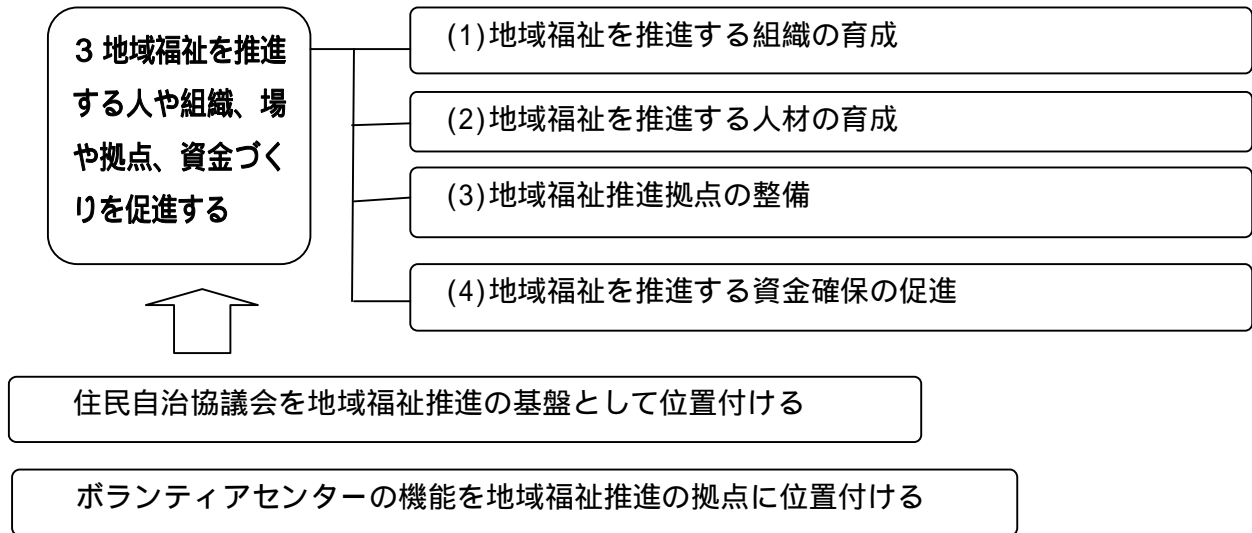 3 地域福祉を推進
する人や組織、場
や拠点、資金づく
りを促進する
(1)地域福祉を推進する組織の育成
(2)地域福祉を推進する人材の育成
(3)地域福祉推進拠点の整備
(4)地域福祉を推進する資金確保の促進
住民自治協議会を地域福祉推進の基盤として位置付ける
ボランティアセンターの機能を地域福祉推進の拠点に位置付ける